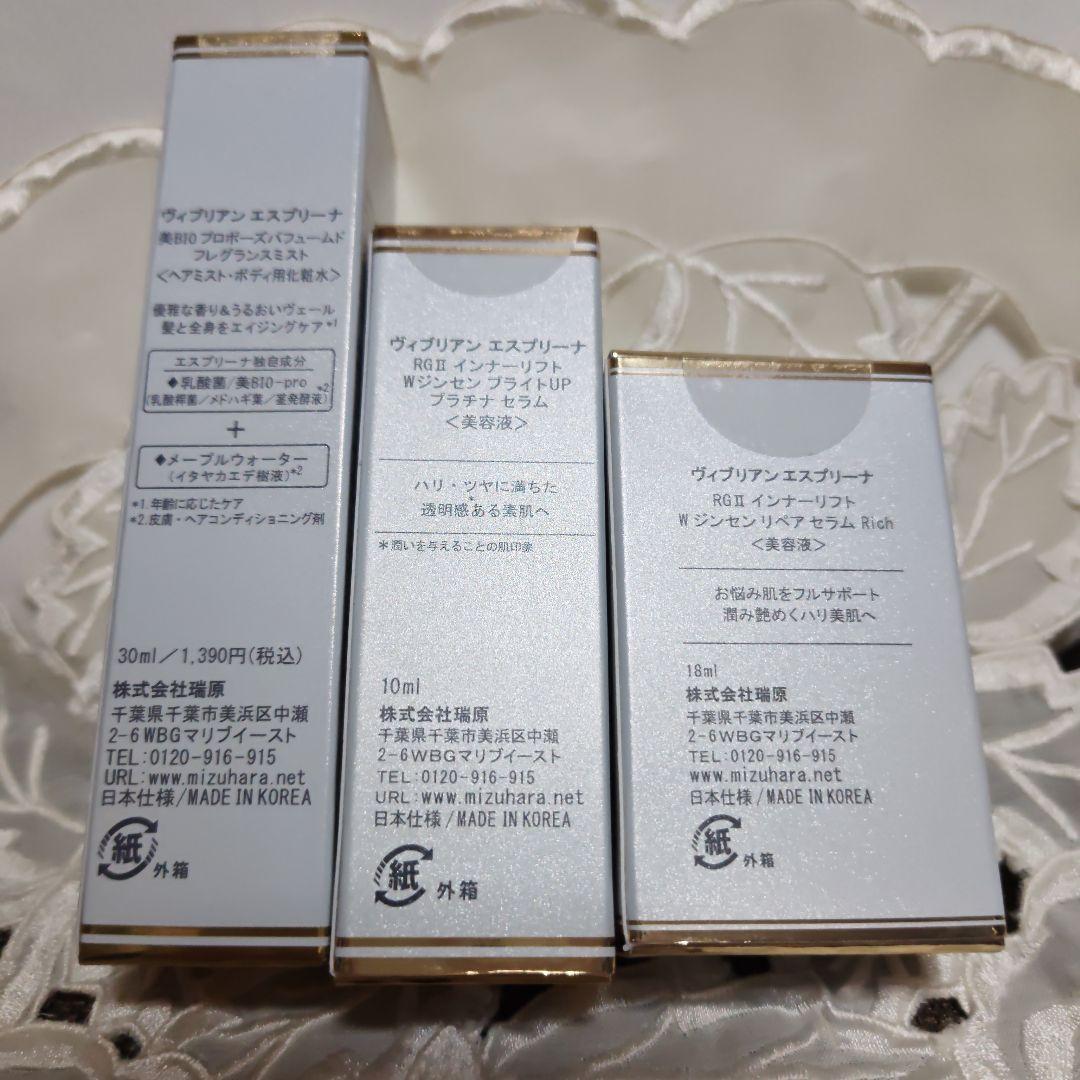 ヴィブリアン エスプリーナ
美BIO プロポーズパフュームド
フレグランスミスト
<ヘアミスト・ボディ用化粧水>
優雅な香り&うるおいヴェール
髪と全身をエイジングケア*1
エスプリーナ独自成分
◆乳酸菌/美BIO-pro *2
(乳酸桿菌/メドハギ葉/茎発酵液)
+
◆メープルウォーター
(イタヤカエデ樹液)*2
*1.年齢に応じたケア
*2.皮膚・ヘアコンディショニング剤
30ml/1,390円(税込)
株式会社瑞原
千葉県千葉市美浜区中瀬
2-6WBGマリブイースト
TEL:0120-916-915
URL:www.mizuhara.net
日本仕様/MADE IN KOREA
紙
外箱
ヴィブリアン エスプリーナ
RGⅡ インナーリフト
Wジンセン ブライトUP
プラチナ セラム
<美容液>
ハリ・ツヤに満ちた
透明感ある素肌へ
*潤いを与えることの肌印象
10ml
株式会社瑞原
千葉県千葉市美浜区中瀬
2-6WBGマリブイースト
TEL:0120-916-915
URL:www.mizuhara.net
日本仕様/MADE IN KOREA
紙
外箱
ヴィブリアン エスプリーナ
RGⅡ インナーリフト
W ジンセン リペア セラム Rich
<美容液>
お悩み肌をフルサポート
潤み艶めくハリ美肌へ
18ml
株式会社瑞原
千葉県千葉市美浜区中瀬
2-6WBGマリブイースト
TEL:0120-916-915
www.mizuhara.net
日本仕様/MADE IN KOREA
紙
外箱